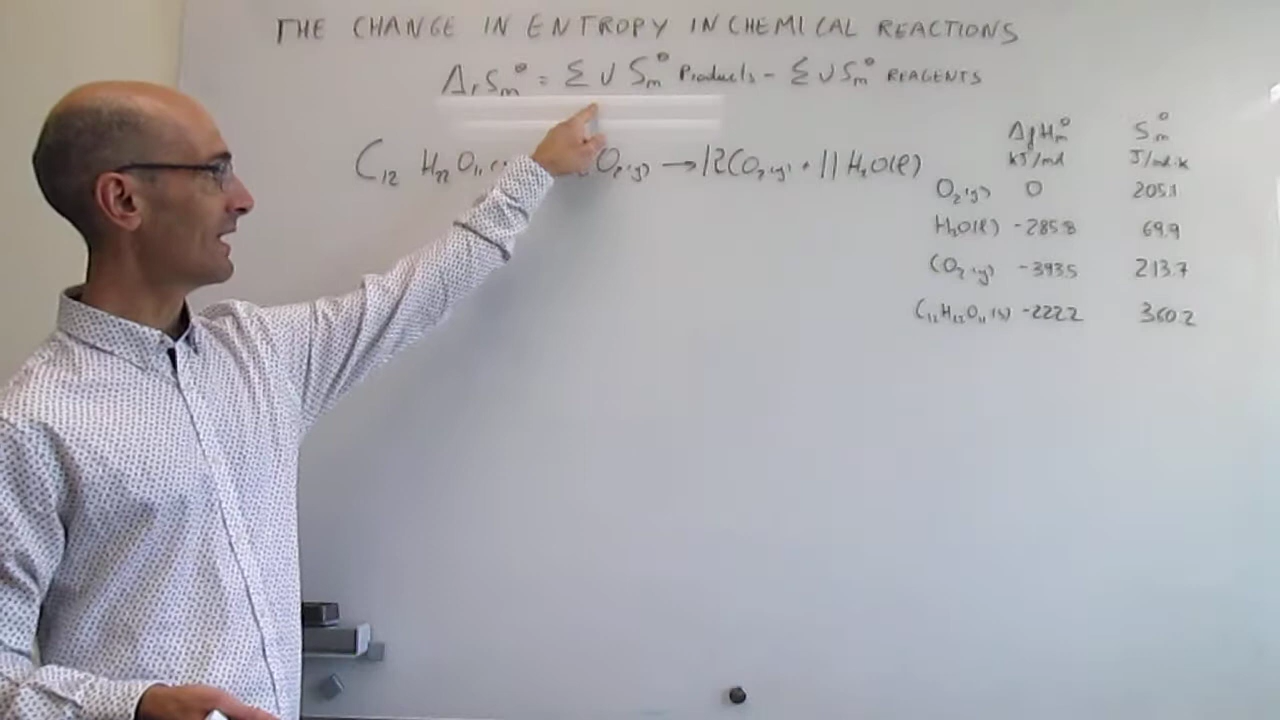 THE CHANGE IN ENTROPY IN CHEMICAL REACTIONS
ΔrSm° = Σ ν Sm° Products - Σ ν Sm° REAGENTS
C12 H22 O11 O2(g) → 12CO2(g) + 11 H2O(l)
ΔfHm° Sm°
kJ/mol J/mol·K
O2(g) 0 205.1
H2O(l) -285.8 69.9
CO2(g) -393.5 213.7
C12H22O11(s) -2222 360.2